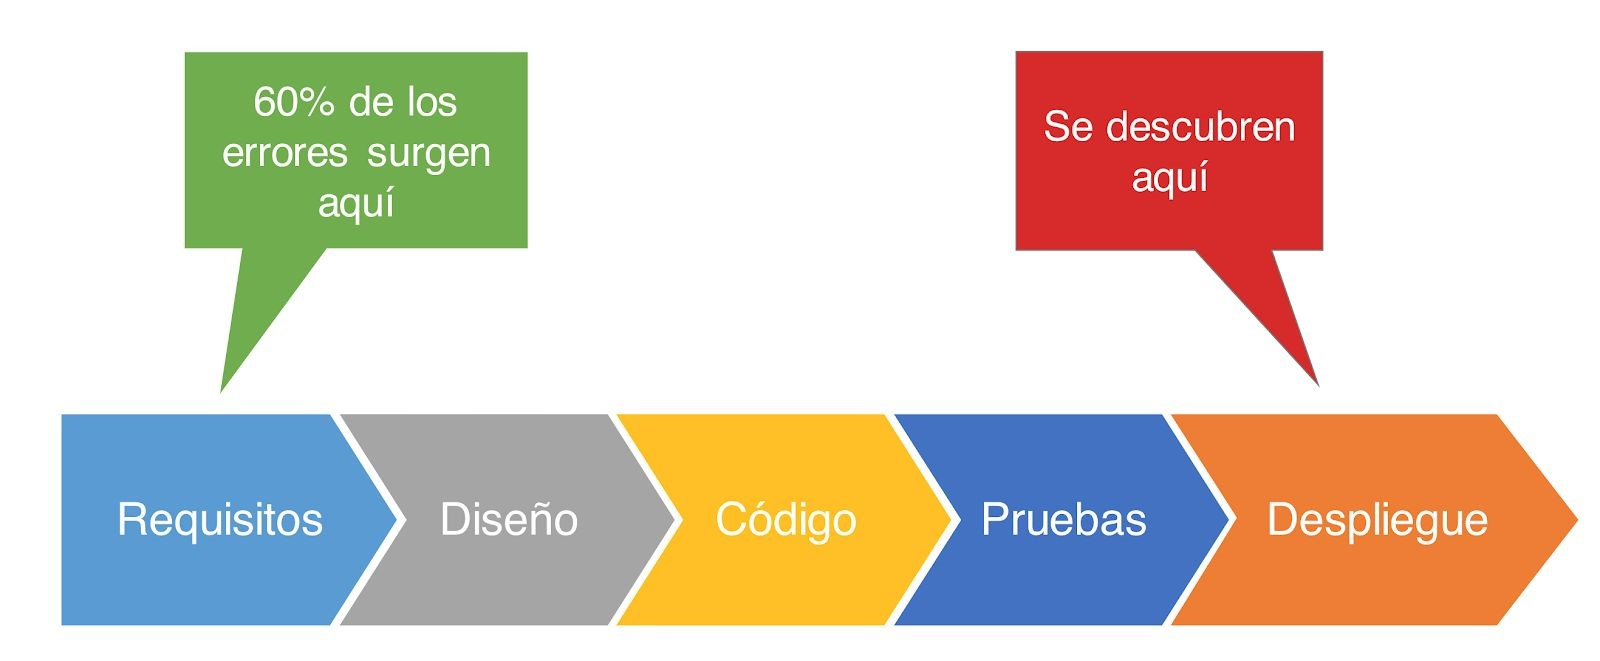 60% de los
errores surgen
aquí
Se descubren
aquí
Requisitos
Diseño
Código
Pruebas
Despliegue